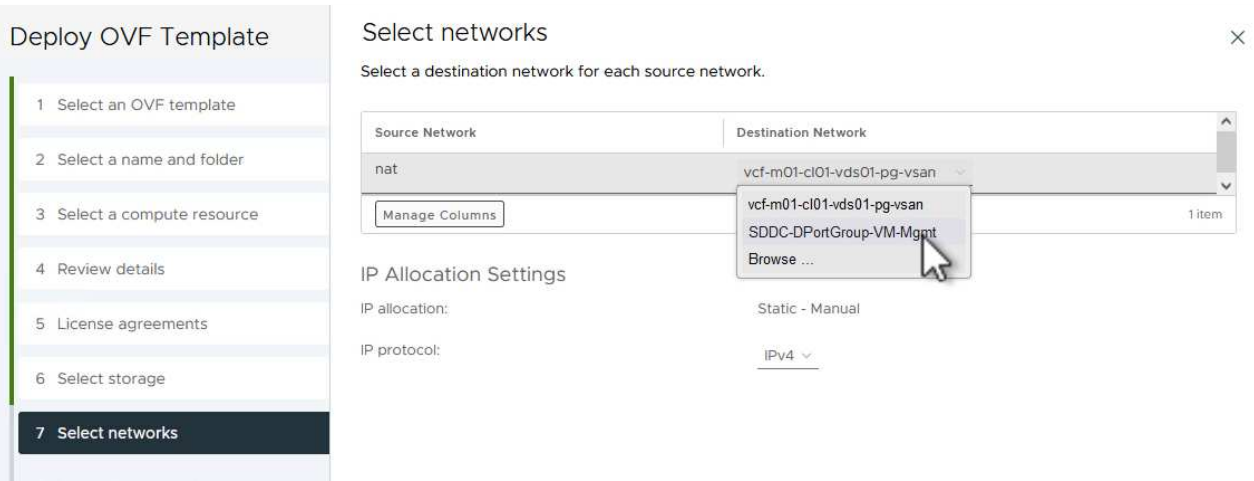 Deploy OVF Template
1 Select an OVF template
2 Select a name and folder
3 Select a compute resource
4 Review details
5 License agreements
6 Select storage
7 Select networks
Select networks
Select a destination network for each source network.
Source Network Destination Network
nat vcf-m01-cl01-vds01-pg-vsan
vcf-m01-cl01-vds01-pg-vsan
SDDC-DPortGroup-VM-Mgmt
Browse ...
Manage Columns 1 item
IP Allocation Settings
IP allocation: Static - Manual
IP protocol: IPv4